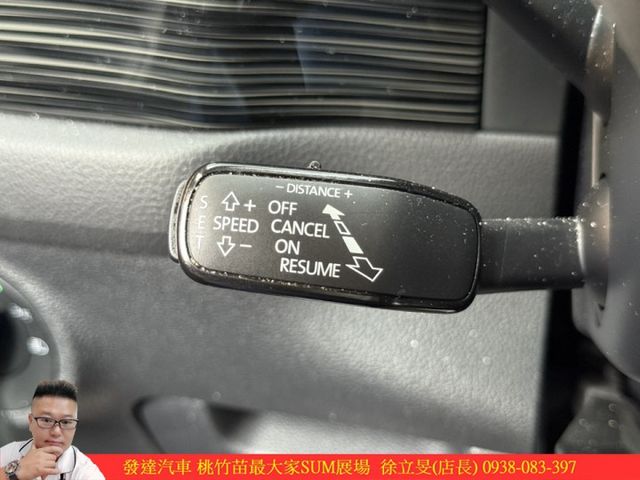 − DISTANCE +
SET
+ OFF
SPEED CANCEL
− ON
RESUME
發達汽車 桃竹苗最大家SUM展場 徐立旻(店長) 0938-083-397